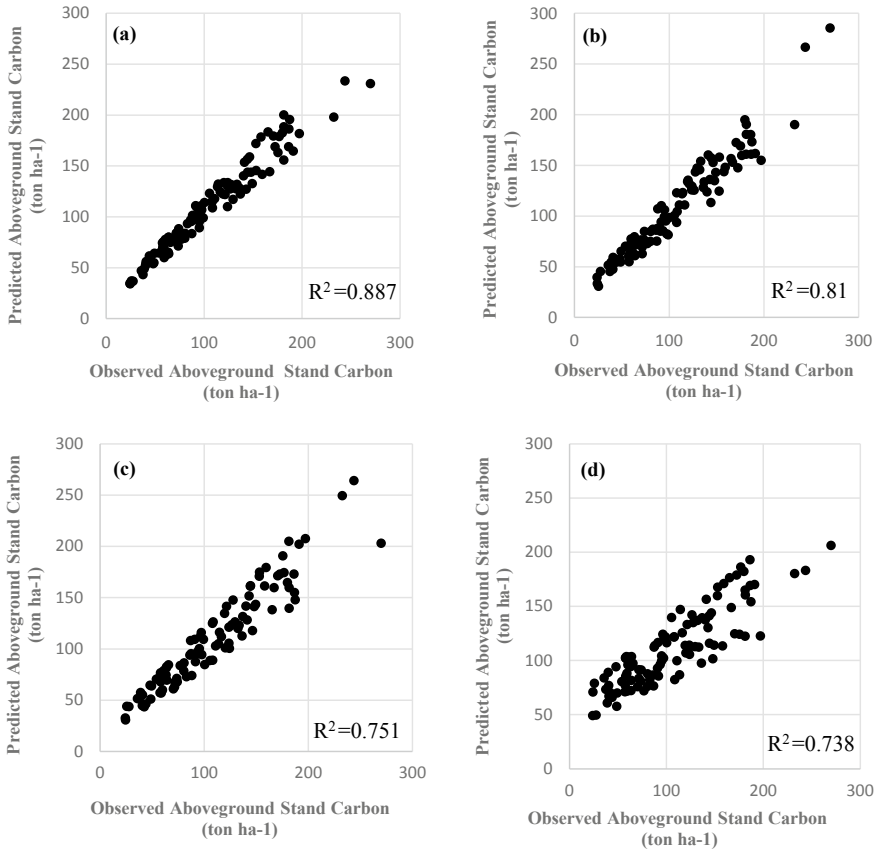 (a)
300
250
200
150
100
50
0
Predicted Aboveground Stand Carbon
(ton ha-1)
R²=0.887
0 100 200 300
Observed Aboveground Stand Carbon
(ton ha-1)
(b)
300
250
200
150
100
50
0
Predicted Aboveground Stand Carbon
(ton ha-1)
R²=0.81
0 100 200 300
Observed Aboveground Stand Carbon
(ton ha-1)
(c)
300
250
200
150
100
50
0
Predicted Aboveground Stand Carbon
(ton ha-1)
R²=0.751
0 100 200 300
Observed Aboveground Stand Carbon
(ton ha-1)
(d)
300
250
200
150
100
50
0
Predicted Aboveground Stand Carbon
(ton ha-1)
R²=0.738
0 100 200 300
Observed Aboveground Stand Carbon
(ton ha-1)